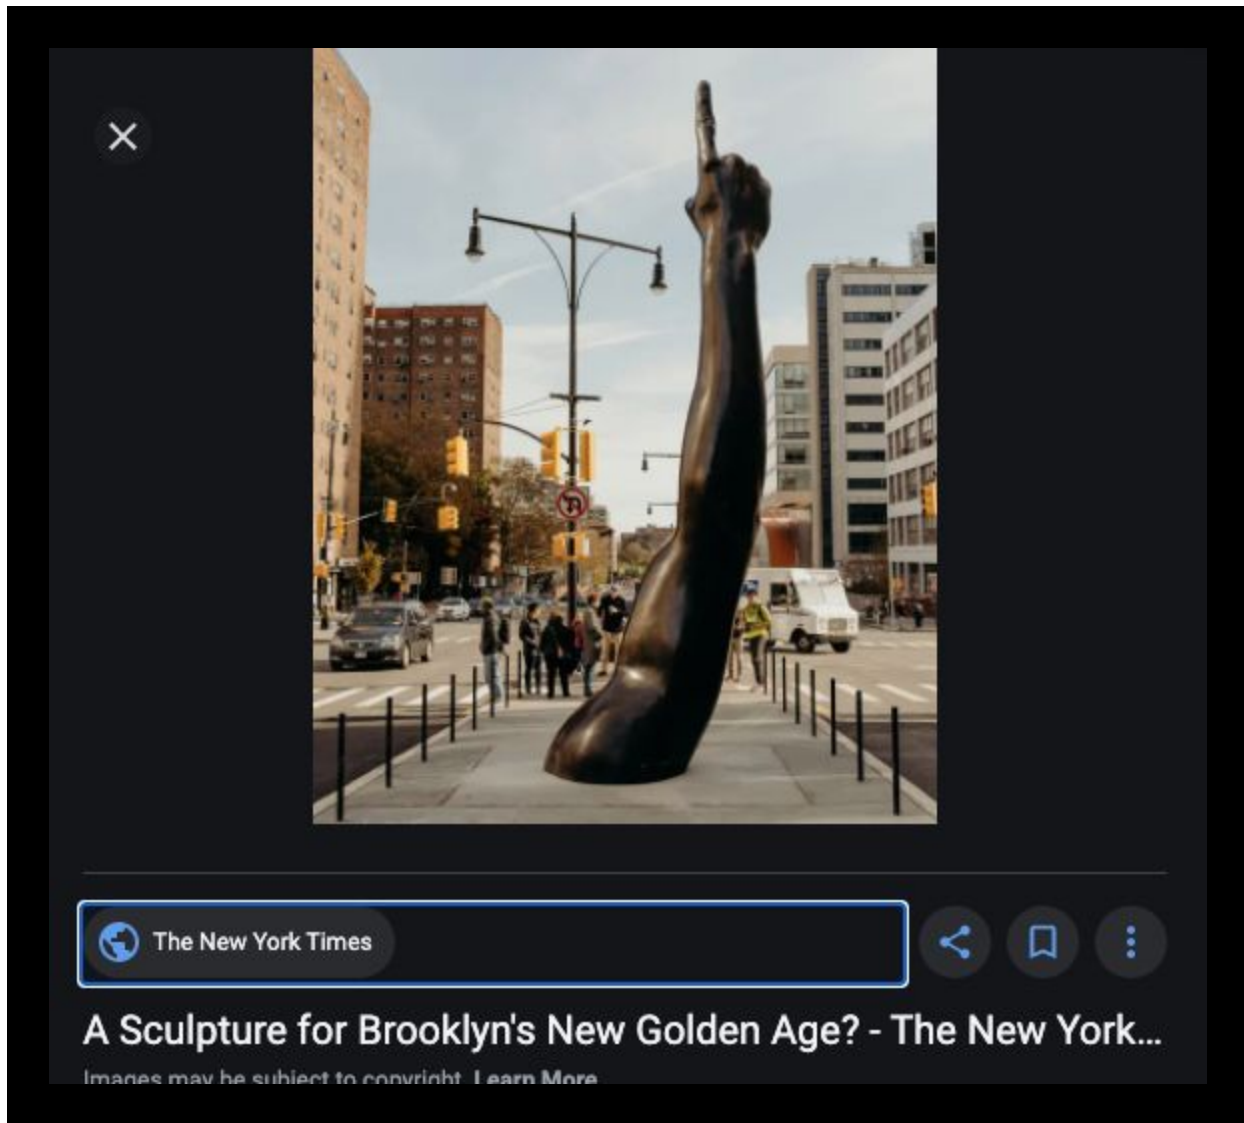 The New York Times
A Sculpture for Brooklyn's New Golden Age? - The New York...
Images may be subject to copyright. Learn More